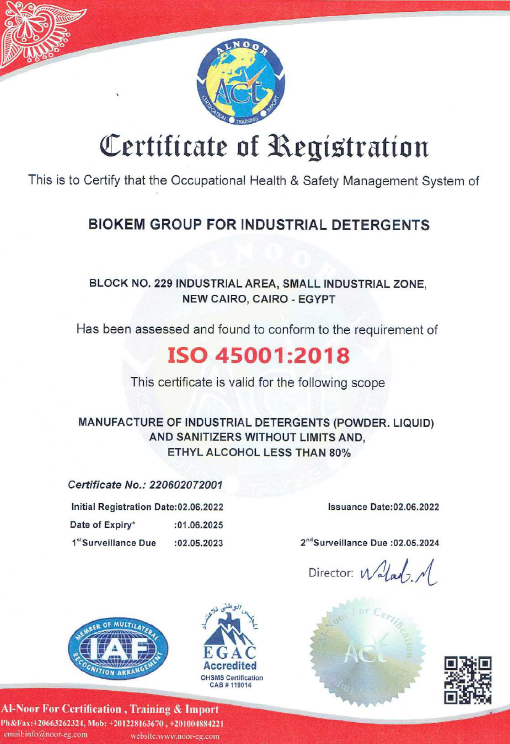 ALNOOR
Act
CERTIFICATION TRAINING IMPORT
Certificate of Registration
This is to Certify that the Occupational Health & Safety Management System of
BIOKEM GROUP FOR INDUSTRIAL DETERGENTS
BLOCK NO. 229 INDUSTRIAL AREA, SMALL INDUSTRIAL ZONE,
NEW CAIRO, CAIRO - EGYPT
Has been assessed and found to conform to the requirement of
ISO 45001:2018
This certificate is valid for the following scope
MANUFACTURE OF INDUSTRIAL DETERGENTS (POWDER. LIQUID)
AND SANITIZERS WITHOUT LIMITS AND,
ETHYL ALCOHOL LESS THAN 80%
Certificate No.: 220602072001
Initial Registration Date:02.06.2022 Issuance Date:02.06.2022
Date of Expiry* :01.06.2025
1st Surveillance Due :02.05.2023 2nd Surveillance Due :02.05.2024
Director: Walad.M
MEMBER OF MULTILATERAL
IAF
RECOGNITION ARRANGEMENT
المجلس الوطني للاعتماد
EGAC
Accredited
OHSMS Certification
CAB # 119014
Noor For Certification
ACT
Al-Noor For Certification , Training & Import
Ph&Fax:+20663262324, Mob: +201228163670 , +201004884221
email:info@noor-eg.com website:www.noor-eg.com